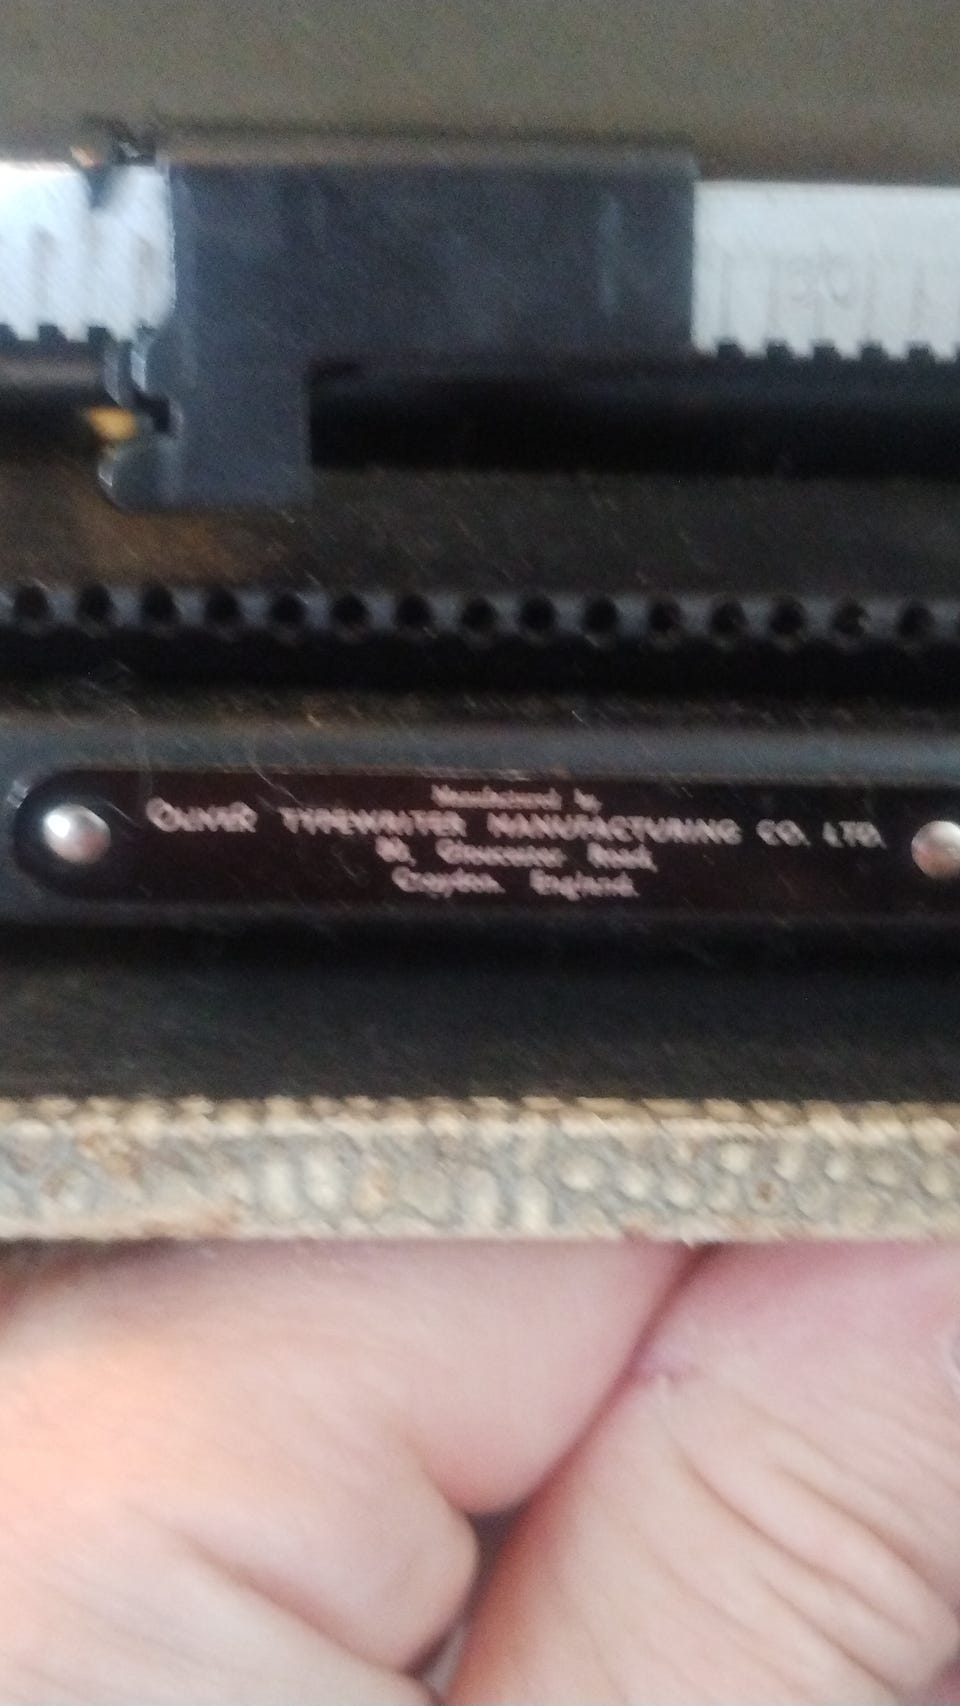 Manufactured by
OLIVER TYPEWRITER MANUFACTURING CO. LTD.
Gloucester Road,
Croydon. England.